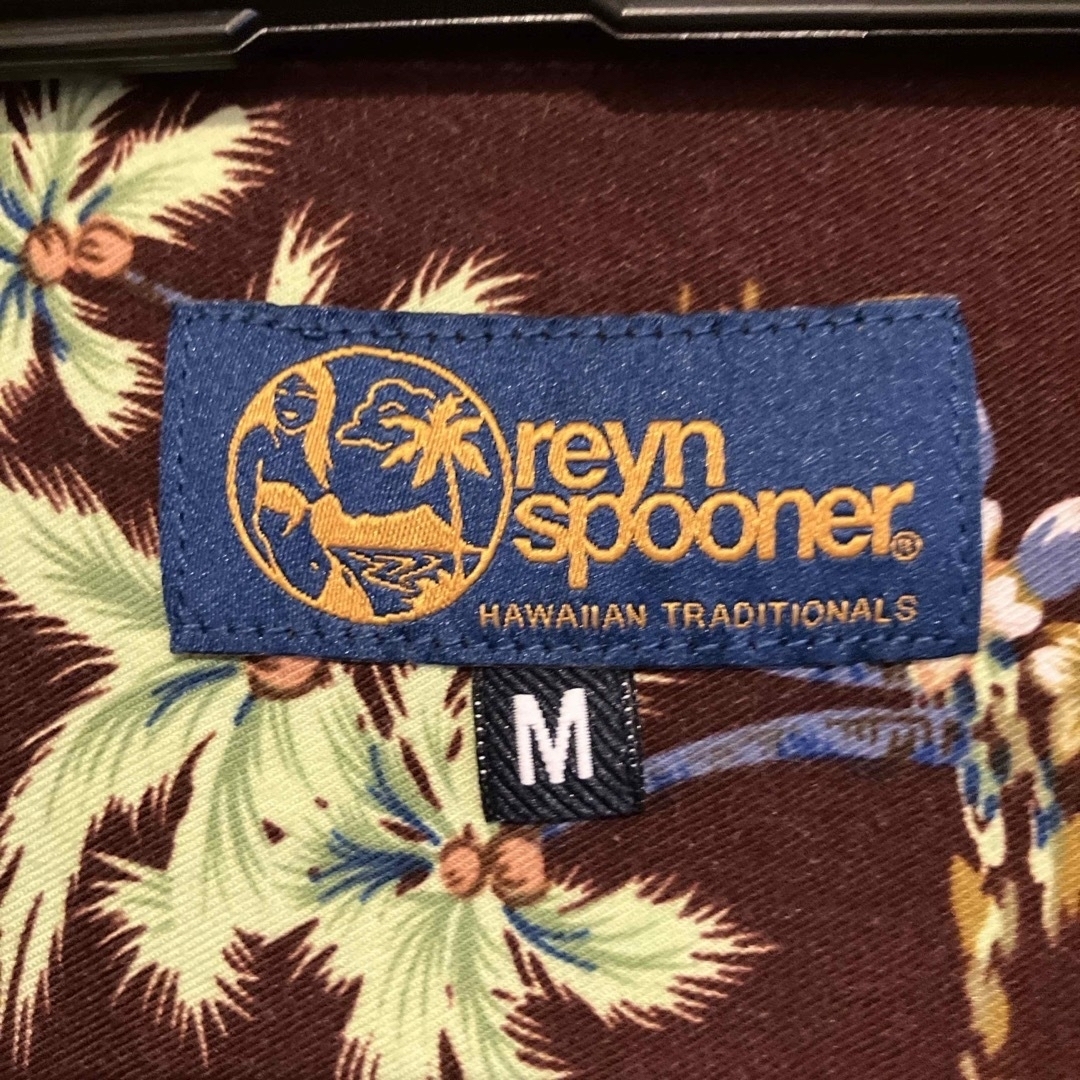 reyn
spooner®
HAWAIIAN TRADITIONALS
M